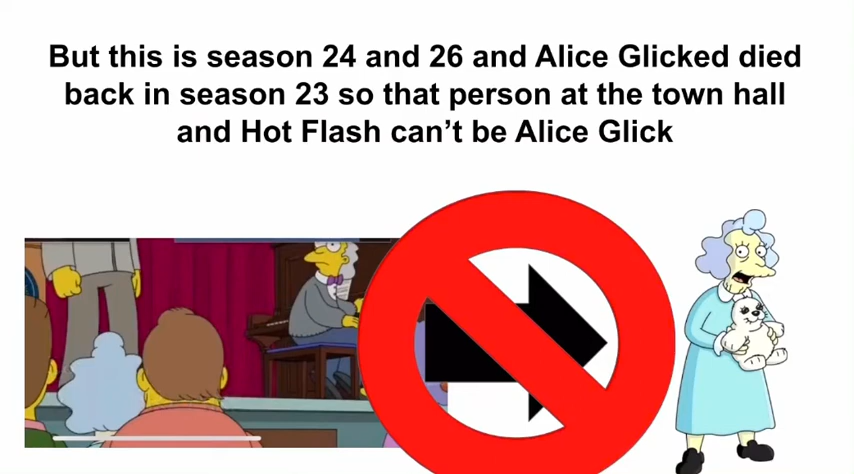 But this is season 24 and 26 and Alice Glicked died
back in season 23 so that person at the town hall
and Hot Flash can’t be Alice Glick